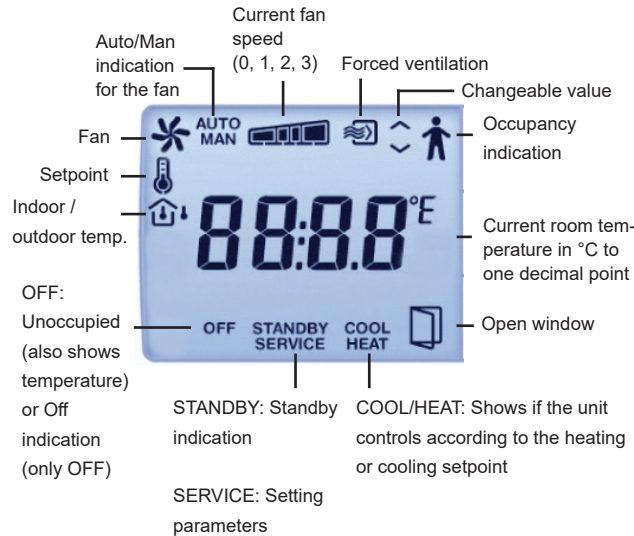 Current fan
speed
(0, 1, 2, 3)
Auto/Man
indication
for the fan
Forced ventilation
Changeable value
Fan
AUTO
MAN
Occupancy
indication
Setpoint
Indoor /
outdoor temp.
88:8.8°E
Current room tem-
perature in °C to
one decimal point
OFF:
Unoccupied
(also shows
temperature)
or Off
indication
(only OFF)
OFF
STANDBY
SERVICE
COOL
HEAT
Open window
STANDBY: Standby
indication
COOL/HEAT: Shows if the unit
controls according to the heating
or cooling setpoint
SERVICE: Setting
parameters